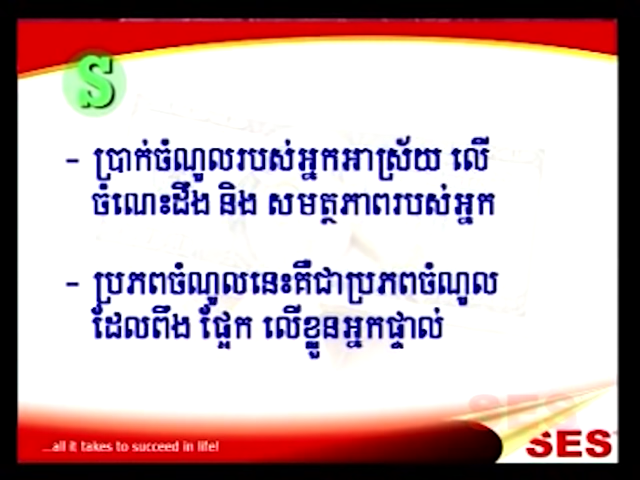 S
- ប្រាក់ចំណូលរបស់អ្នកអាស្រ័យ លើ
ចំណេះដឹង និង សមត្ថភាពរបស់អ្នក
- ប្រភពចំណូលនេះគឺជាប្រភពចំណូល
ដែលពឹង ផ្អែក លើខ្លួនអ្នកផ្ទាល់
SES
...all it takes to succeed in life!
SES